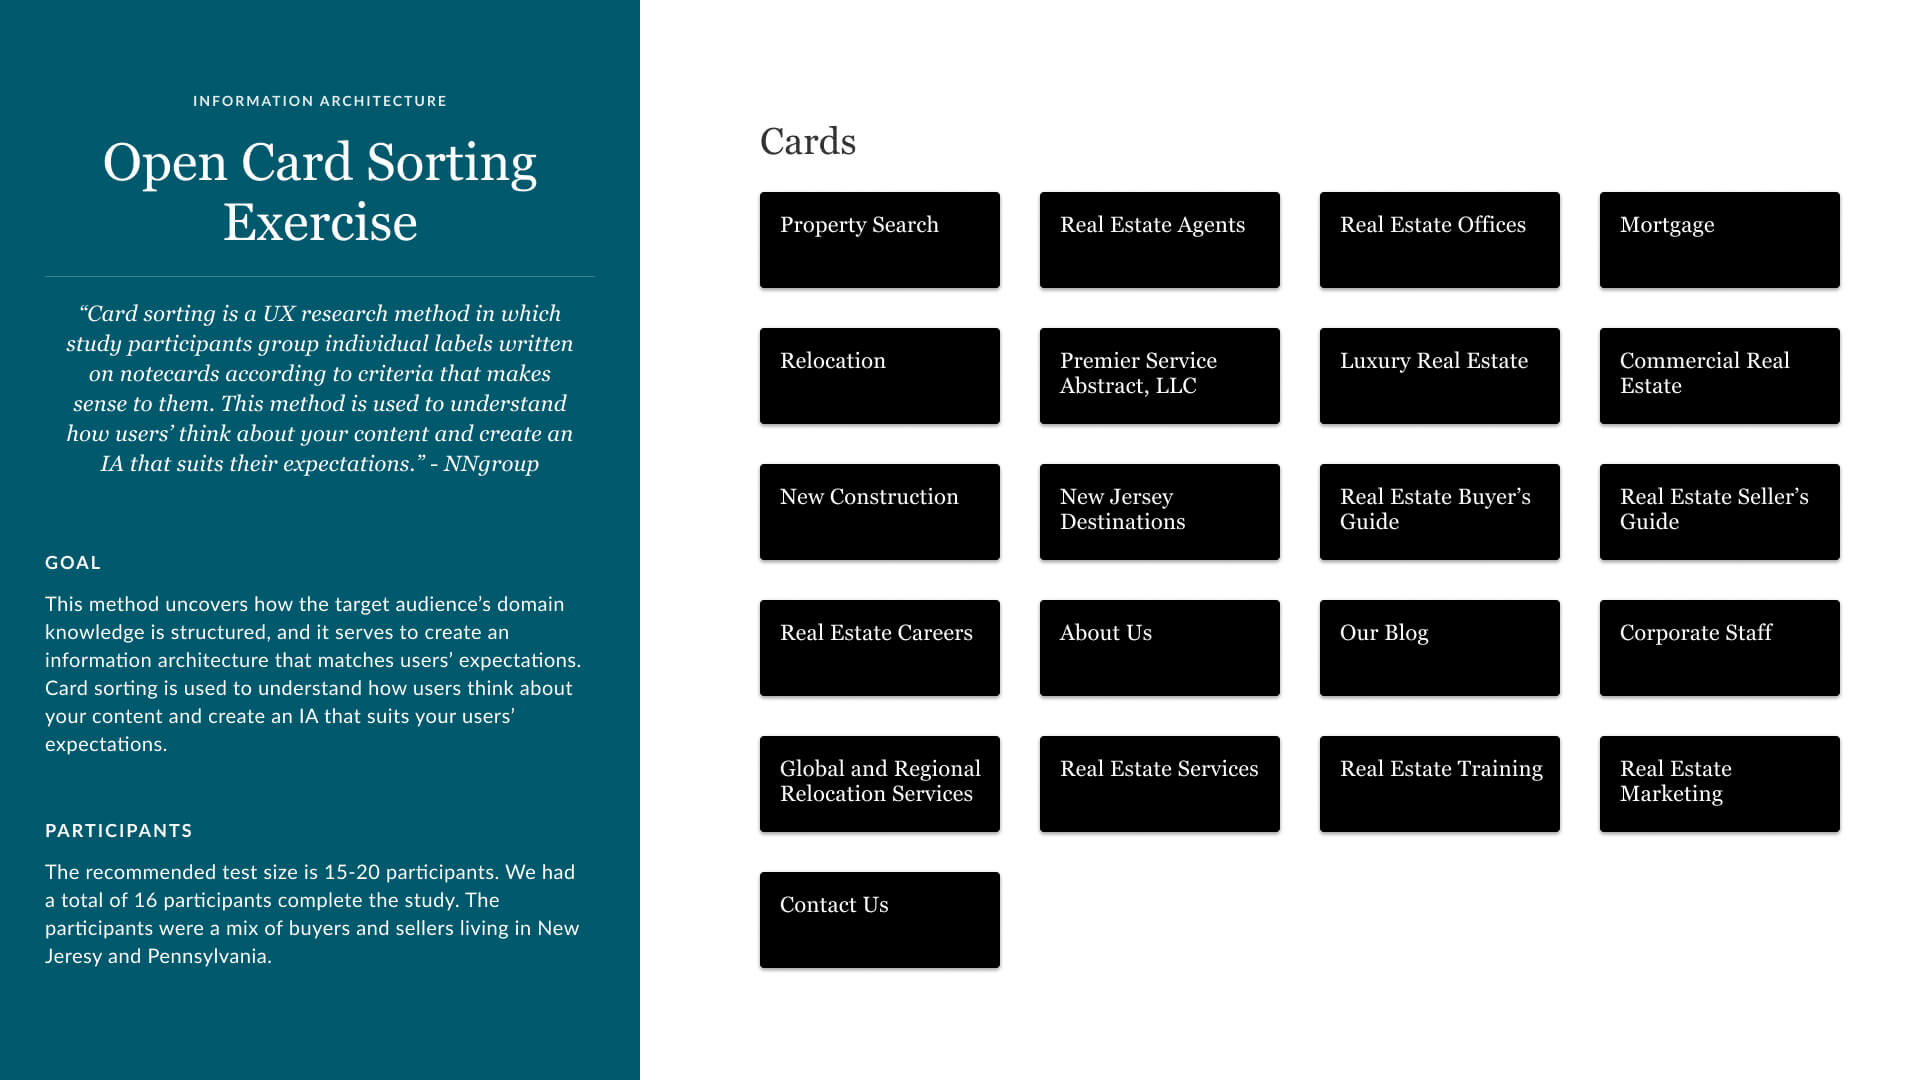 INFORMATION ARCHITECTURE
Open Card Sorting
Exercise
“Card sorting is a UX research method in which
study participants group individual labels written
on notecards according to criteria that makes
sense to them. This method is used to understand
how users’ think about your content and create an
IA that suits their expectations.” - NNgroup
GOAL
This method uncovers how the target audience’s domain
knowledge is structured, and it serves to create an
information architecture that matches users’ expectations.
Card sorting is used to understand how users think about
your content and create an IA that suits your users’
expectations.
PARTICIPANTS
The recommended test size is 15-20 participants. We had
a total of 16 participants complete the study. The
participants were a mix of buyers and sellers living in New
Jeresy and Pennsylvania.
Cards
Property Search
Real Estate Agents
Real Estate Offices
Mortgage
Relocation
Premier Service
Abstract, LLC
Luxury Real Estate
Commercial Real
Estate
New Construction
New Jersey
Destinations
Real Estate Buyer’s
Guide
Real Estate Seller’s
Guide
Real Estate Careers
About Us
Our Blog
Corporate Staff
Global and Regional
Relocation Services
Real Estate Services
Real Estate Training
Real Estate
Marketing
Contact Us